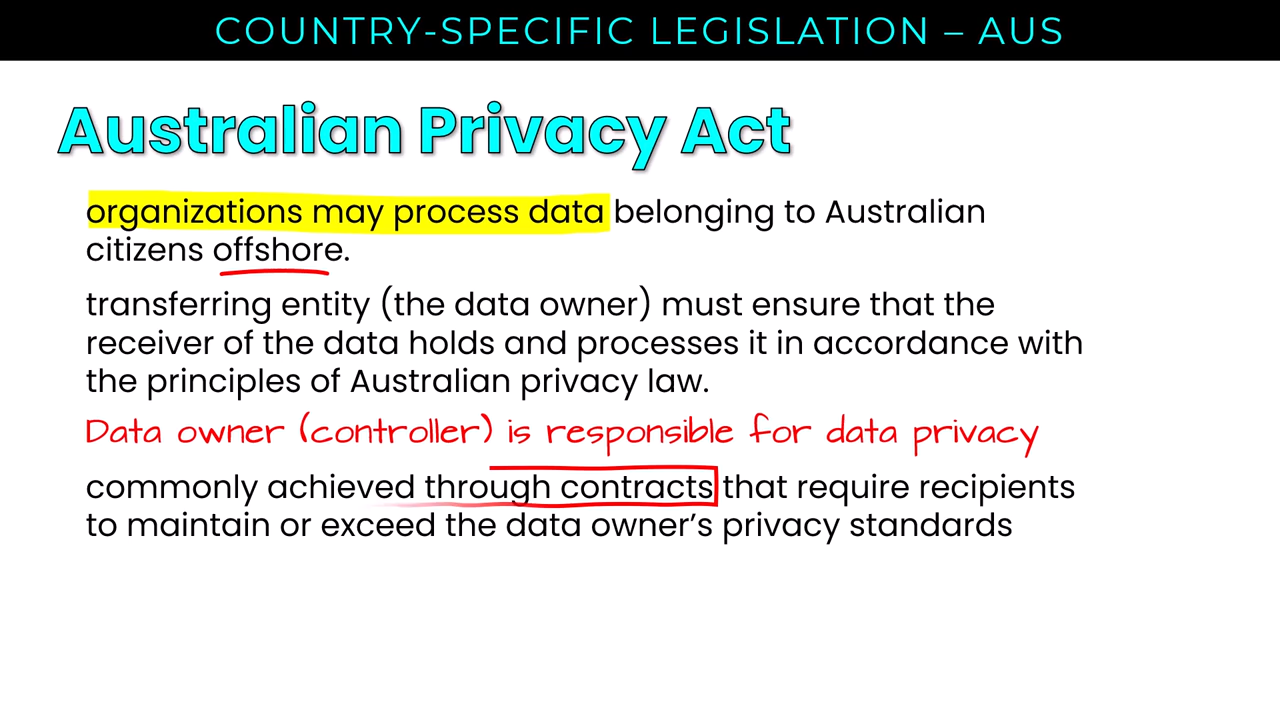 COUNTRY-SPECIFIC LEGISLATION – AUS
Australian Privacy Act
organizations may process data belonging to Australian
citizens offshore.
transferring entity (the data owner) must ensure that the
receiver of the data holds and processes it in accordance with
the principles of Australian privacy law.
Data owner (controller) is responsible for data privacy
commonly achieved through contracts that require recipients
to maintain or exceed the data owner’s privacy standards